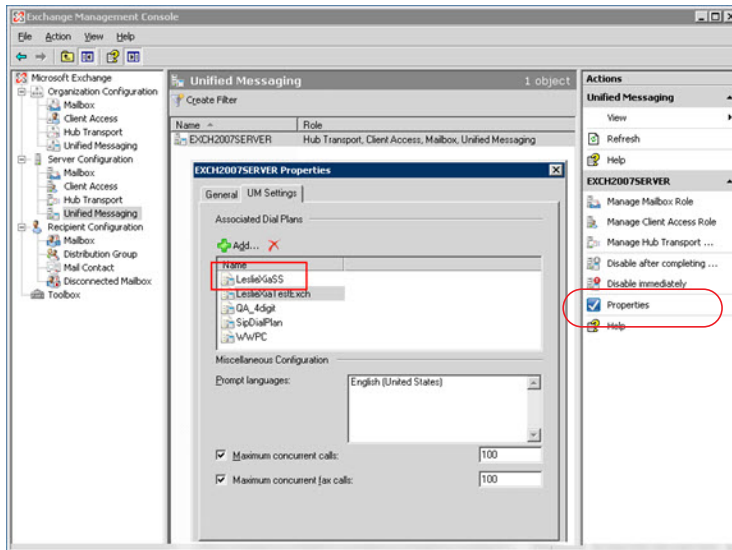 Exchange Management Console
File Action View Help
Microsoft Exchange
Organization Configuration
Mailbox
Client Access
Hub Transport
Unified Messaging
Server Configuration
Mailbox
Client Access
Hub Transport
Unified Messaging
Recipient Configuration
Mailbox
Distribution Group
Mail Contact
Disconnected Mailbox
Toolbox
Unified Messaging 1 object
Create Filter
Name Role
EXCH2007SERVER Hub Transport, Client Access, Mailbox, Unified Messaging
EXCH2007SERVER Properties
General UM Settings
Associated Dial Plans
Add...
Name
LeslieXiaSS
LeslieXiaTestExch
QA_4digit
SipDialPlan
WWPC
Miscellaneous Configuration
Prompt languages: English (United States)
Maximum concurrent calls: 100
Maximum concurrent fax calls: 100
Actions
Unified Messaging
View
Refresh
Help
EXCH2007SERVER
Manage Mailbox Role
Manage Client Access Role
Manage Hub Transport ...
Disable after completing ...
Disable immediately
Properties
Help